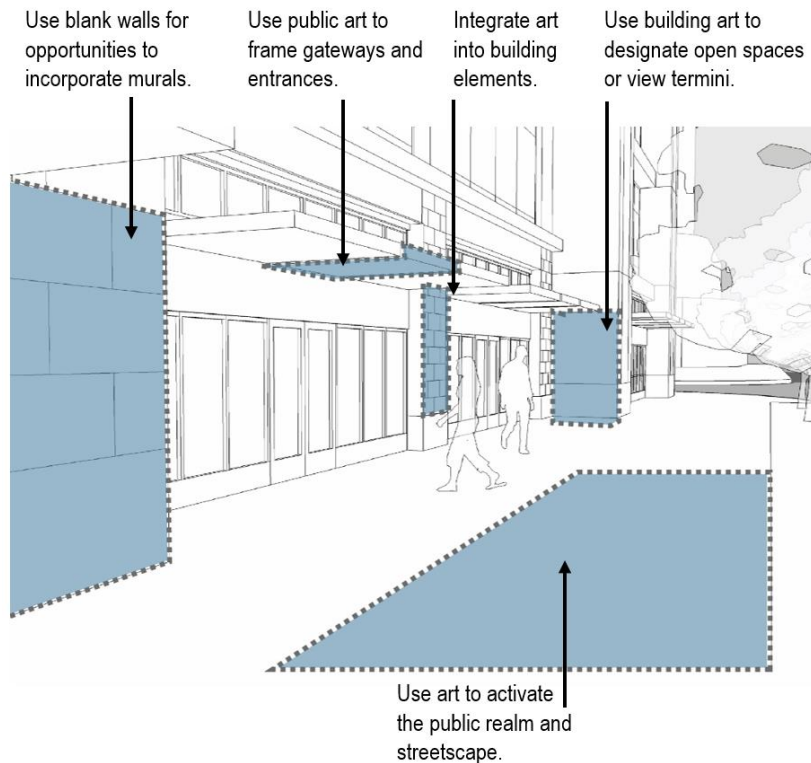 Use blank walls for
opportunities to
incorporate murals.
Use public art to
frame gateways and
entrances.
Integrate art
into building
elements.
Use building art to
designate open spaces
or view termini.
Use art to activate
the public realm and
streetscape.